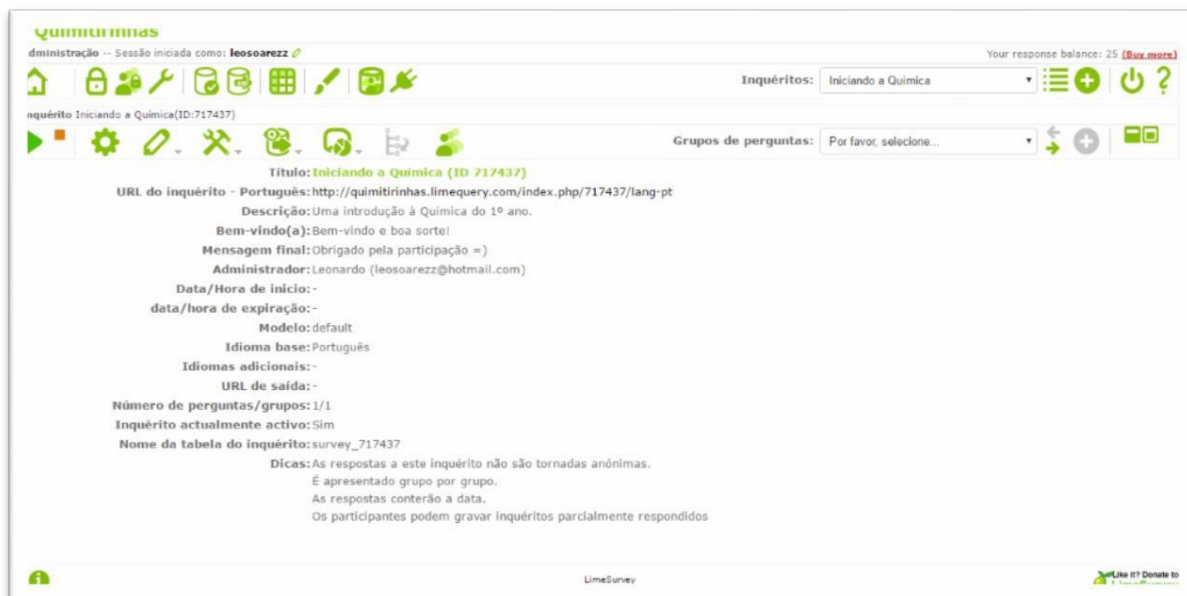 Quimitirinhas
dministração -- Sessão iniciada como: leosoarezz
Your response balance: 25 (Buy more)
Inquéritos: Iniciando a Quimica
nquérito Iniciando a Quimica(ID:717437)
Grupos de perguntas: Por favor, selecione...
Título: Iniciando a Quimica (ID 717437)
URL do inquérito - Português: http://quimitirinhas.limequery.com/index.php/717437/lang-pt
Descrição: Uma introdução à Quimica do 1º ano.
Bem-vindo(a): Bem-vindo e boa sorte!
Mensagem final: Obrigado pela participação =)
Administrador: Leonardo (leosoarezz@hotmail.com)
Data/Hora de inicio: -
data/hora de expiração: -
Modelo: default
Idioma base: Português
Idiomas adicionais: -
URL de saída: -
Número de perguntas/grupos: 1/1
Inquérito actualmente activo: Sim
Nome da tabela do inquérito: survey_717437
Dicas: As respostas a este inquérito não são tornadas anónimas.
É apresentado grupo por grupo.
As respostas conterão a data.
Os participantes podem gravar inquéritos parcialmente respondidos
LimeSurvey
Like it? Donate to